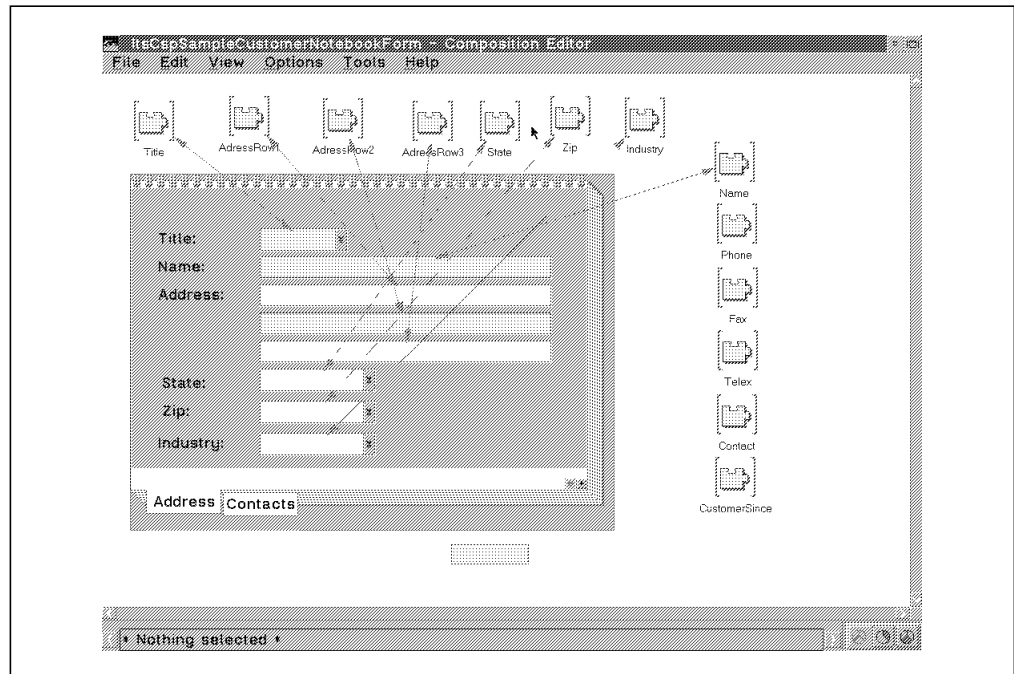 ItsCspSampleCustomerNotebookForm - Composition Editor
File Edit View Options Tools Help
Title AdressRow1 AdressRow2 AdressRow3 State Zip Industry
Name
Phone
Fax
Telex
Contact
CustomerSince
Title:
Name:
Address:
State:
Zip:
Industry:
Address Contacts
* Nothing selected *